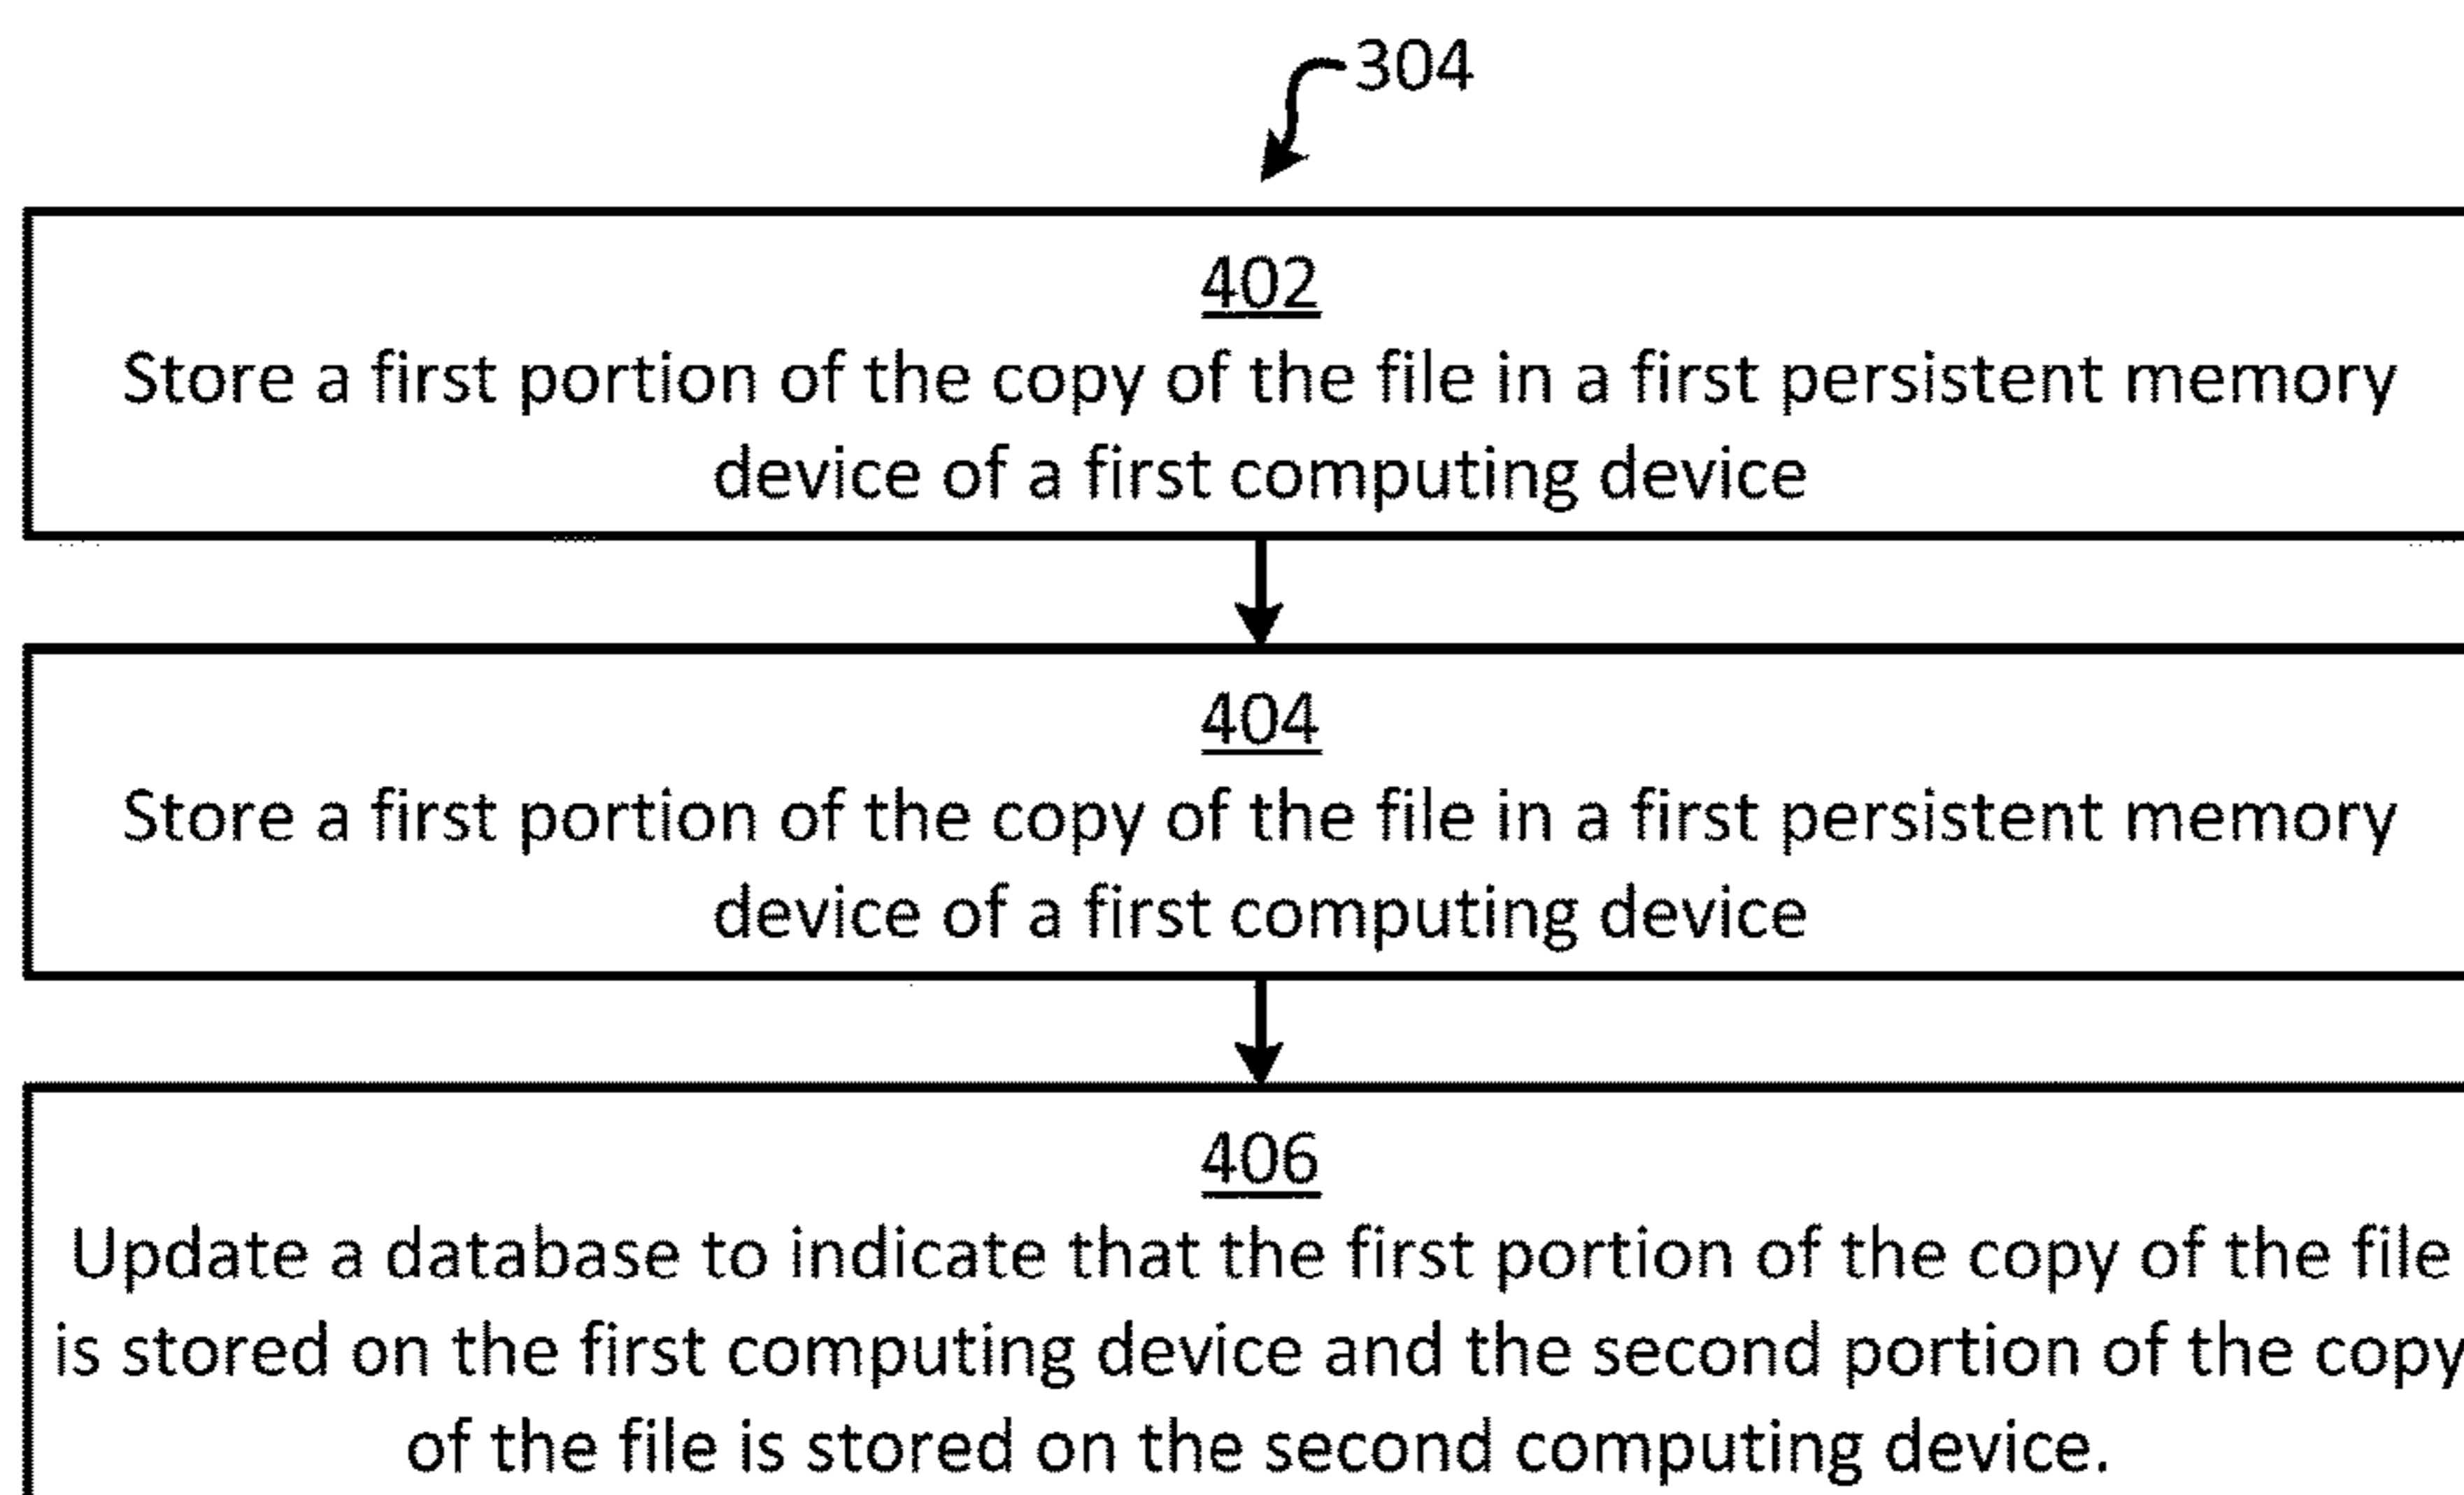 304
402
Store a first portion of the copy of the file in a first persistent memory
device of a first computing device
404
Store a first portion of the copy of the file in a first persistent memory
device of a first computing device
406
Update a database to indicate that the first portion of the copy of the file
is stored on the first computing device and the second portion of the copy
of the file is stored on the second computing device.